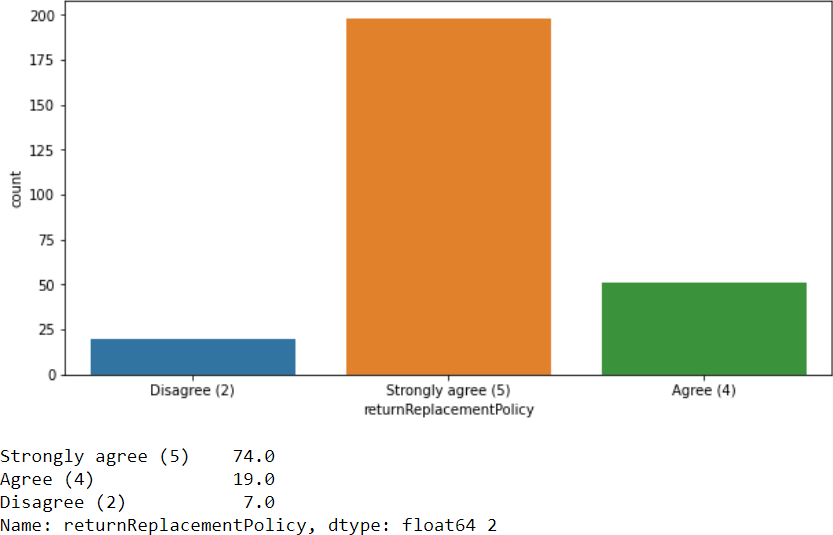 200
175
150
125
100
75
50
25
0
count
Disagree (2) Strongly agree (5) Agree (4)
returnReplacementPolicy
Strongly agree (5) 74.0
Agree (4) 19.0
Disagree (2) 7.0
Name: returnReplacementPolicy, dtype: float64 2